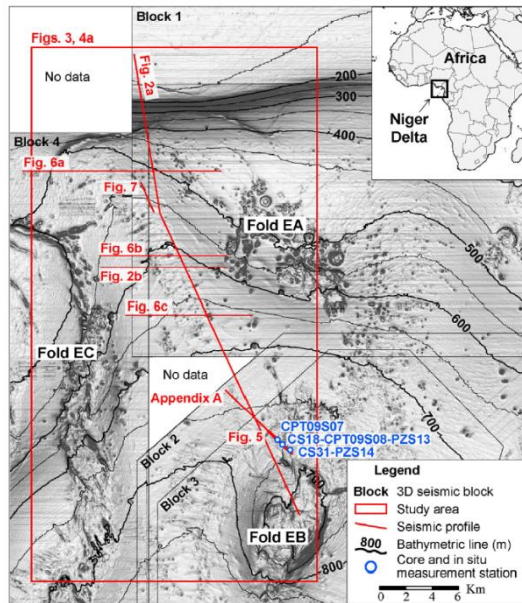 Block 1
Figs. 3, 4a
No data
Fig. 2a
200
300
400
Africa
Niger
Delta
Block 4
Fig. 6a
Fig. 7
Fold EA
500
Fig. 6b
Fig. 2b
600
Fig. 6c
Fold EC
No data
700
Appendix A
CPT09S07
Fig. 5
CS18-CPT09S08-PZS13
CS31-PZS14
Block 2
Block 3
Fold EB
800
Legend
Block 3D seismic block
Study area
Seismic profile
800 Bathymetric line (m)
Core and in situ
measurement station
0 2 4 6 Km